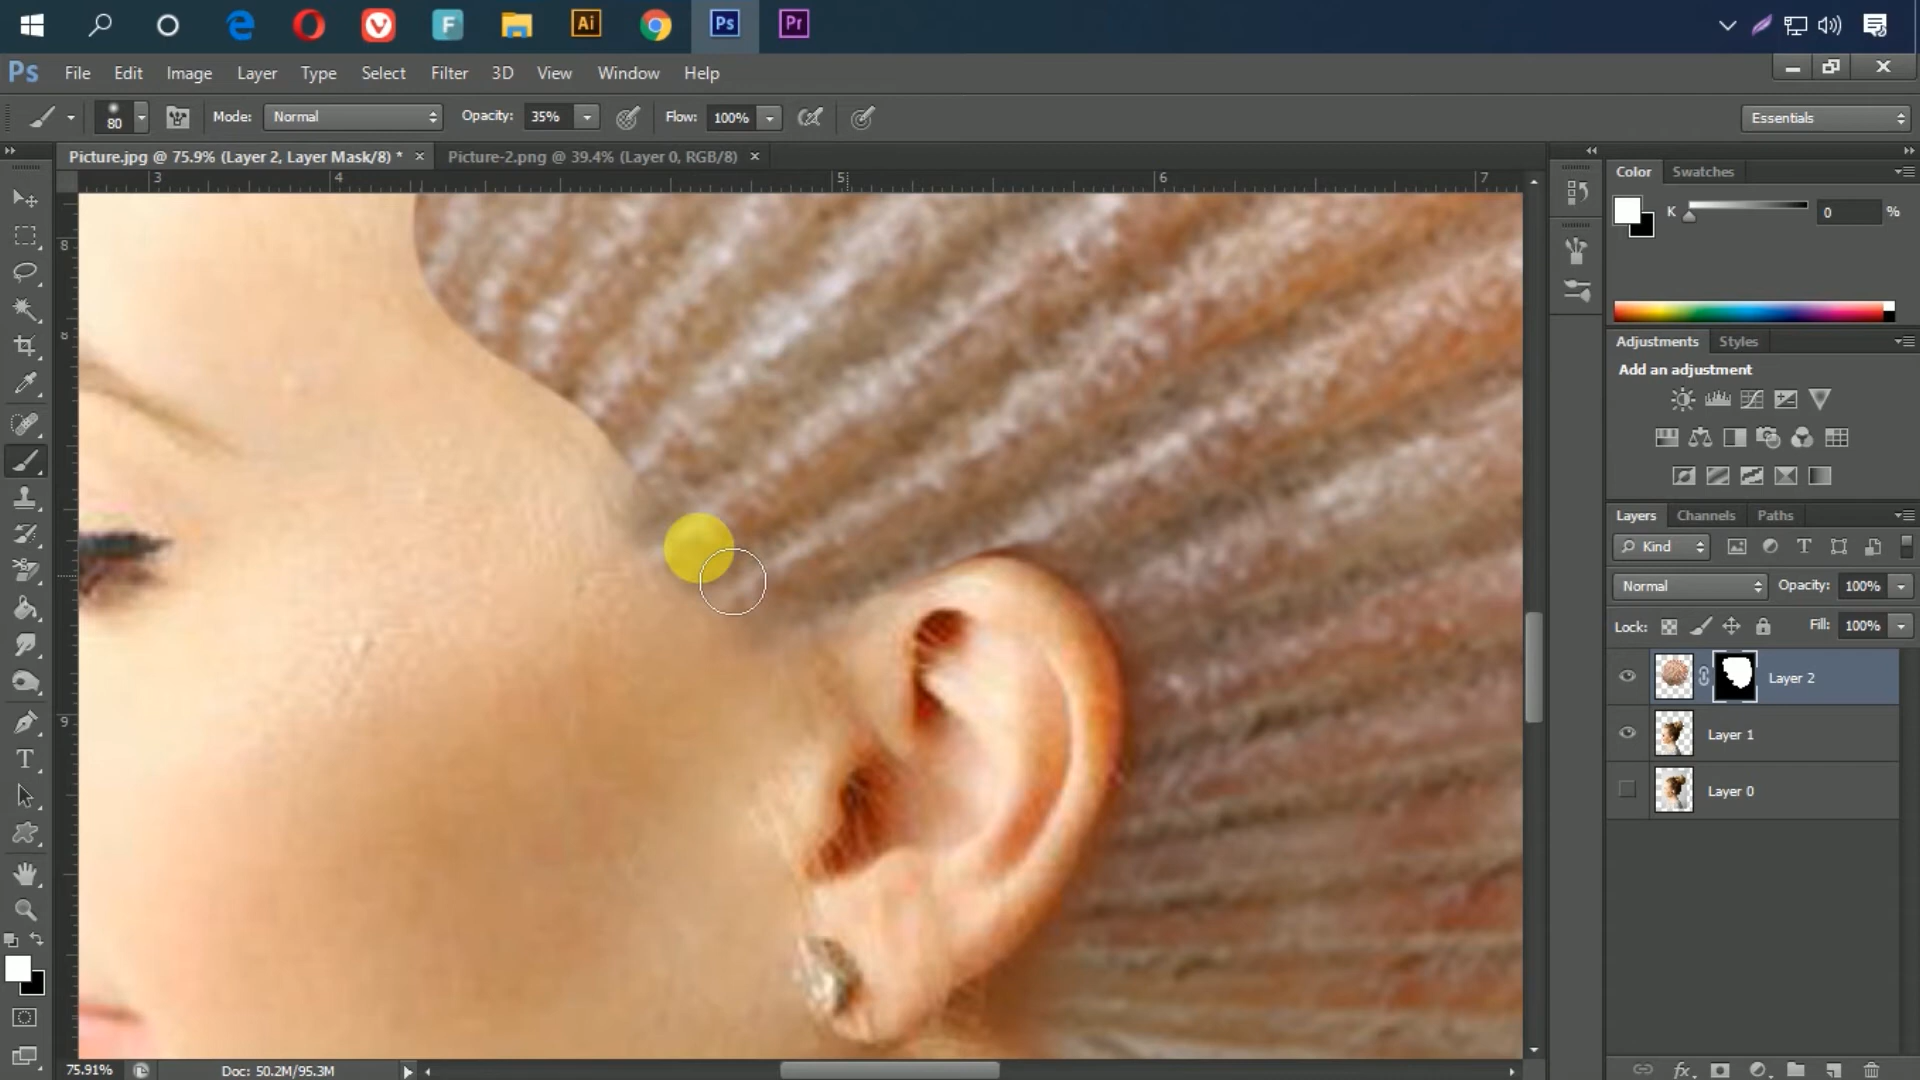 Ai
Ps
Pr
Ps File Edit Image Layer Type Select Filter 3D View Window Help
80 Mode: Normal Opacity: 35% Flow: 100% Essentials
Picture.jpg @ 75.9% (Layer 2, Layer Mask/8) * × Picture-2.png @ 39.4% (Layer 0, RGB/8) ×
3 4 5 6 7
8
8
9
Color Swatches
K 0 %
Adjustments Styles
Add an adjustment
Layers Channels Paths
Kind
Normal Opacity: 100%
Lock: Fill: 100%
Layer 2
Layer 1
Layer 0
fx
75.91% Doc: 50.2M/95.3M